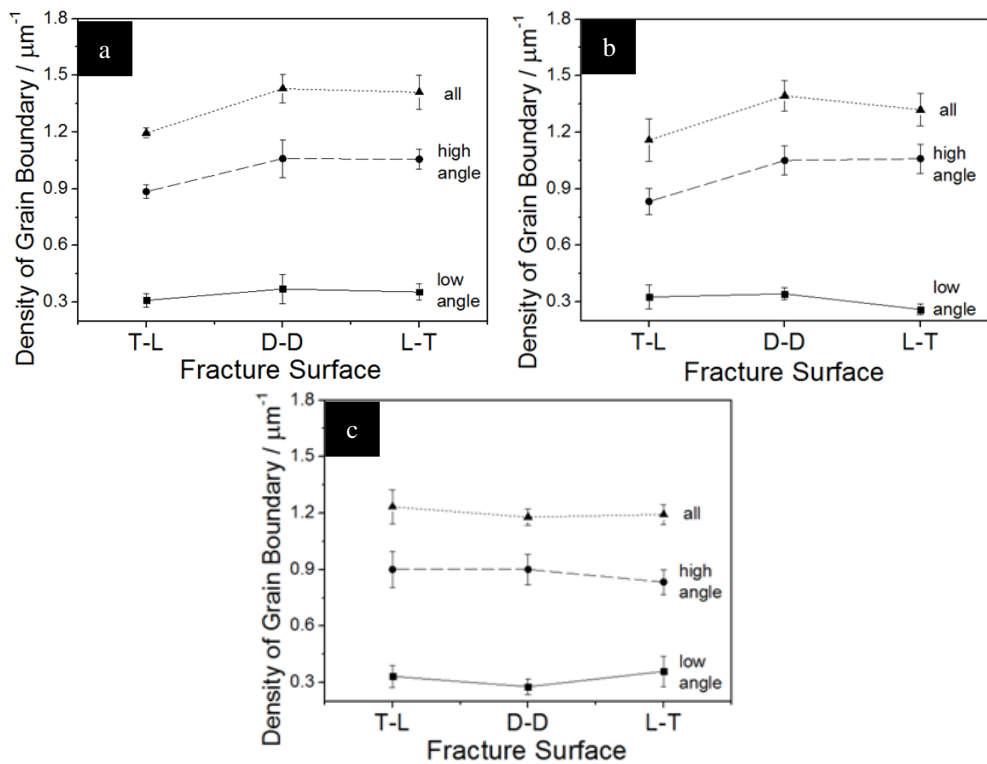 a
Density of Grain Boundary / μm⁻¹
1.8
1.5
1.2
0.9
0.6
0.3
all
high
angle
low
angle
T-L D-D L-T
Fracture Surface
b
Density of Grain Boundary / μm⁻¹
1.8
1.5
1.2
0.9
0.6
0.3
all
high
angle
low
angle
T-L D-D L-T
Fracture Surface
c
Density of Grain Boundary / μm⁻¹
1.8
1.5
1.2
0.9
0.6
0.3
all
high
angle
low
angle
T-L D-D L-T
Fracture Surface